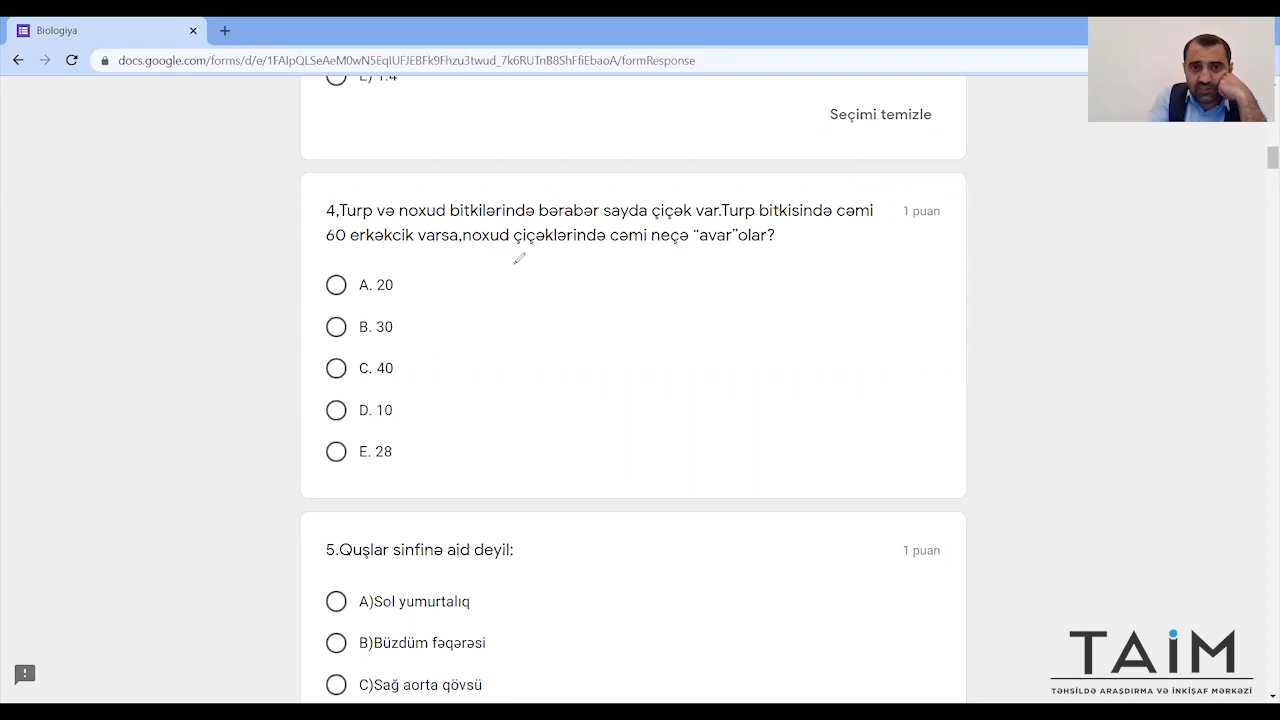 Biologiya
docs.google.com/forms/d/e/1FAIpQLSeAeM0wN5EqIUFJEBFk9Fhzu3twud_7k6RUTnB8ShFfiEbaoA/formResponse
E) 1.4
Seçimi temizle
4,Turp və noxud bitkilərində bərabər sayda çiçək var.Turp bitkisində cəmi
1 puan
60 erkəkcik varsa,noxud çiçəklərində cəmi neçə “avar”olar?
A. 20
B. 30
C. 40
D. 10
E. 28
5.Quşlar sinfinə aid deyil:
1 puan
A)Sol yumurtalıq
B)Büzdüm fəqərəsi
C)Sağ aorta qövsü
TAiM
TƏHSİLDƏ ARAŞDIRMA VƏ İNKİŞAF MƏRKƏZİ